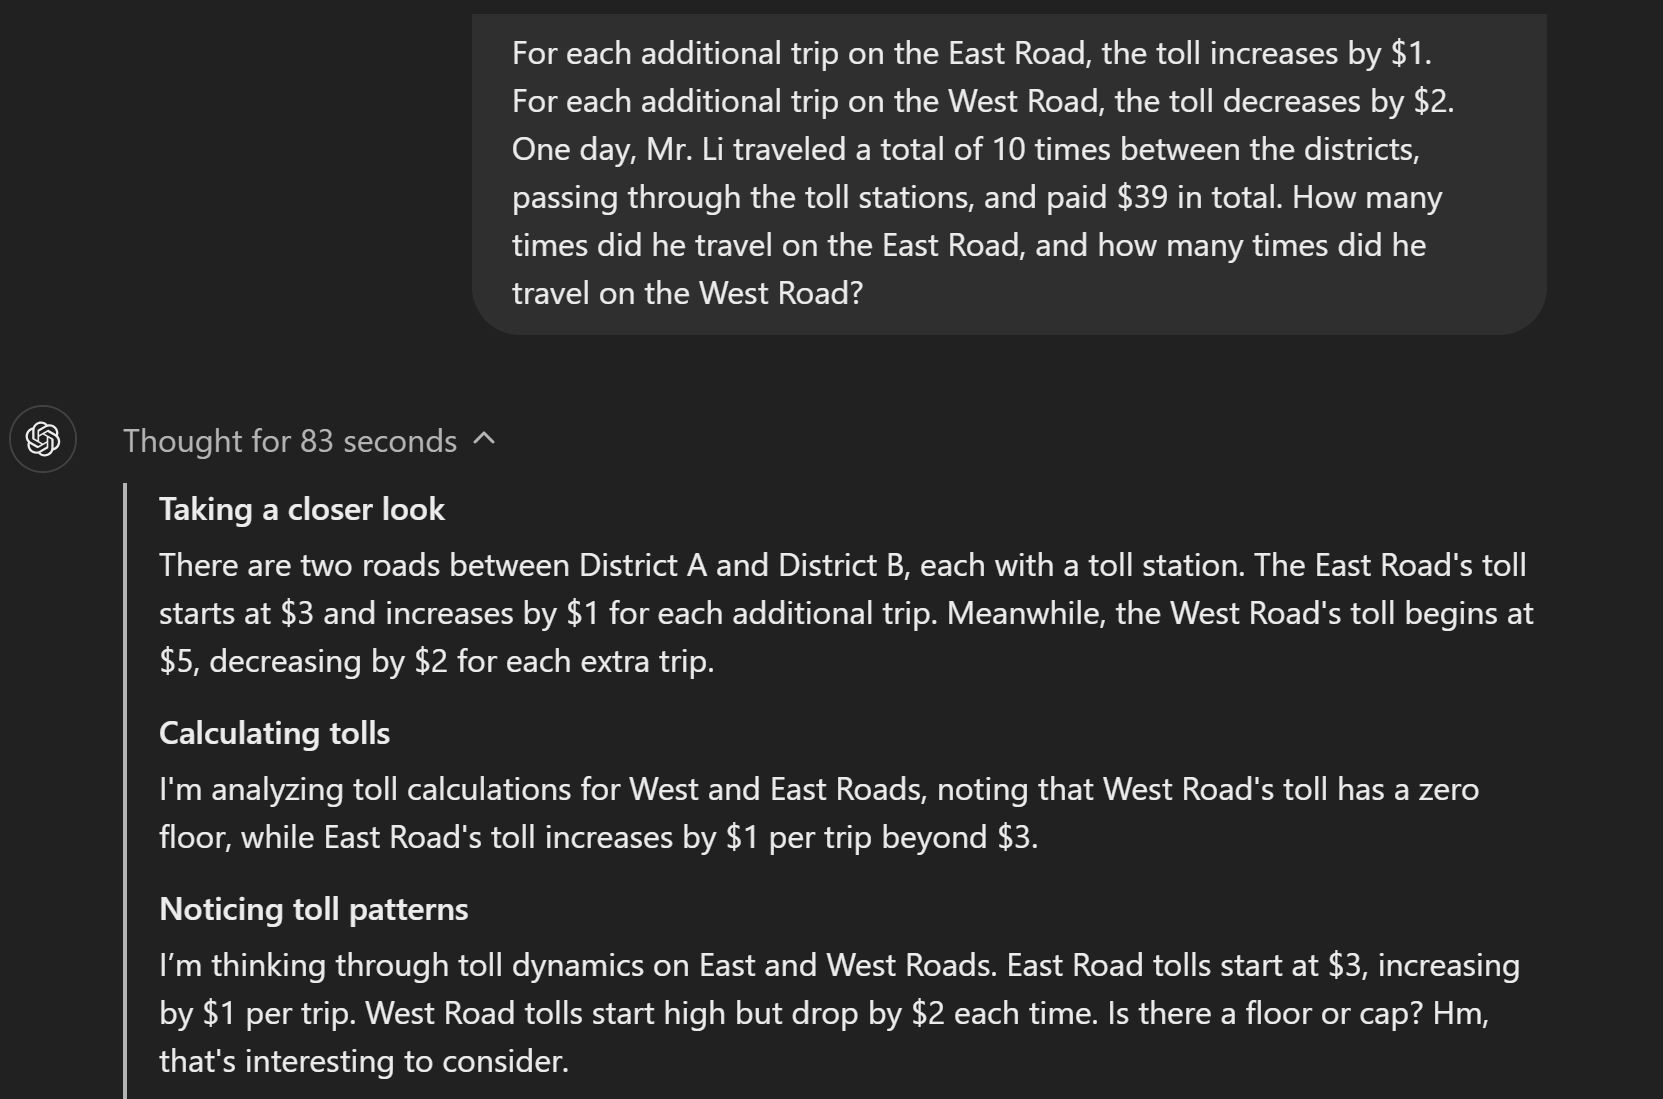 For each additional trip on the East Road, the toll increases by $1.
For each additional trip on the West Road, the toll decreases by $2.
One day, Mr. Li traveled a total of 10 times between the districts,
passing through the toll stations, and paid $39 in total. How many
times did he travel on the East Road, and how many times did he
travel on the West Road?
Thought for 83 seconds
Taking a closer look
There are two roads between District A and District B, each with a toll station. The East Road's toll
starts at $3 and increases by $1 for each additional trip. Meanwhile, the West Road's toll begins at
$5, decreasing by $2 for each extra trip.
Calculating tolls
I'm analyzing toll calculations for West and East Roads, noting that West Road's toll has a zero
floor, while East Road's toll increases by $1 per trip beyond $3.
Noticing toll patterns
I’m thinking through toll dynamics on East and West Roads. East Road tolls start at $3, increasing
by $1 per trip. West Road tolls start high but drop by $2 each time. Is there a floor or cap? Hm,
that's interesting to consider.